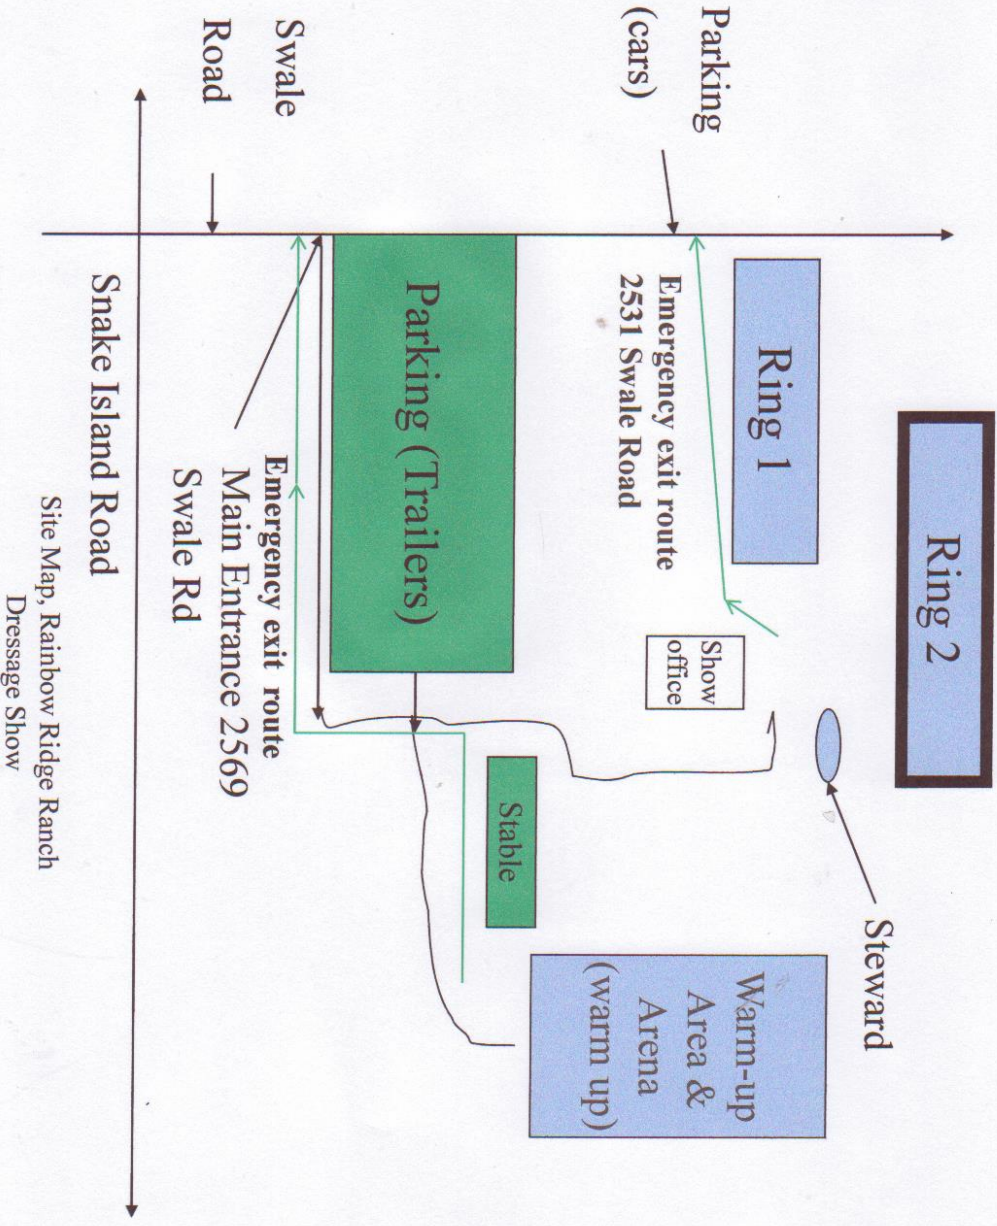 Ring 2
Steward
Ring 1
Warm-up
Area &
Arena
(warm up)
Show
office
Parking
(cars)
Emergency exit route
2531 Swale Road
Stable
Parking (Trailers)
Swale
Road
Emergency exit route
Main Entrance 2569
Swale Rd
Snake Island Road
Site Map, Rainbow Ridge Ranch
Dressage Show